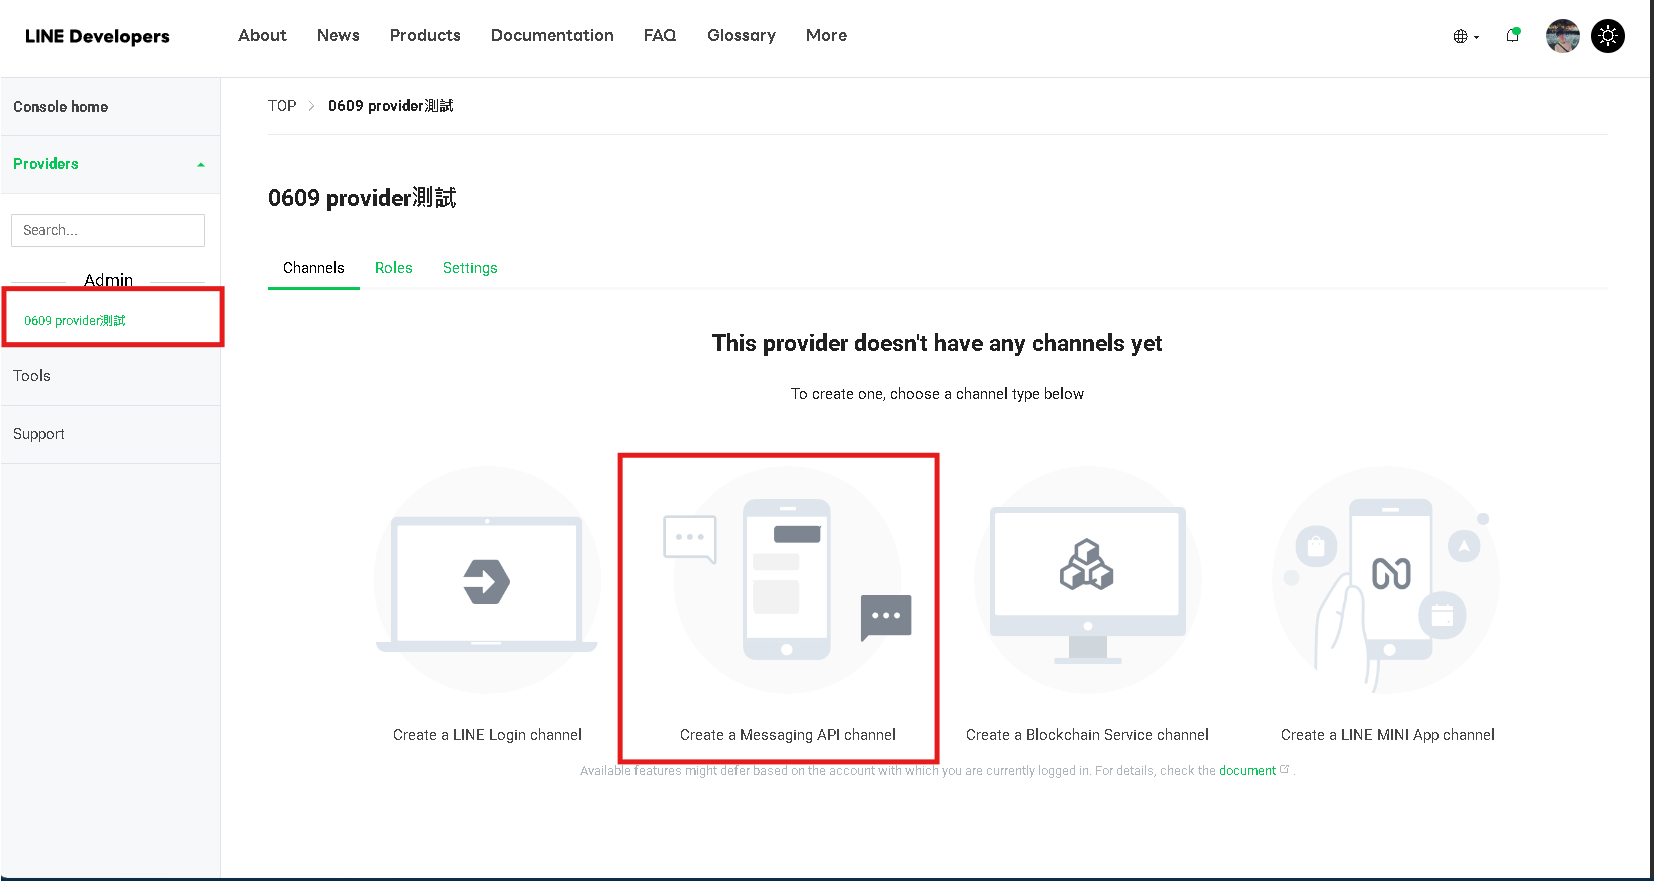 LINE Developers
About News Products Documentation FAQ Glossary More
Console home
Providers
Search...
Admin
0609 provider測試
Tools
Support
TOP > 0609 provider測試
0609 provider測試
Channels Roles Settings
This provider doesn't have any channels yet
To create one, choose a channel type below
Create a LINE Login channel
Create a Messaging API channel
Create a Blockchain Service channel
Create a LINE MINI App channel
Available features might defer based on the account with which you are currently logged in. For details, check the document .